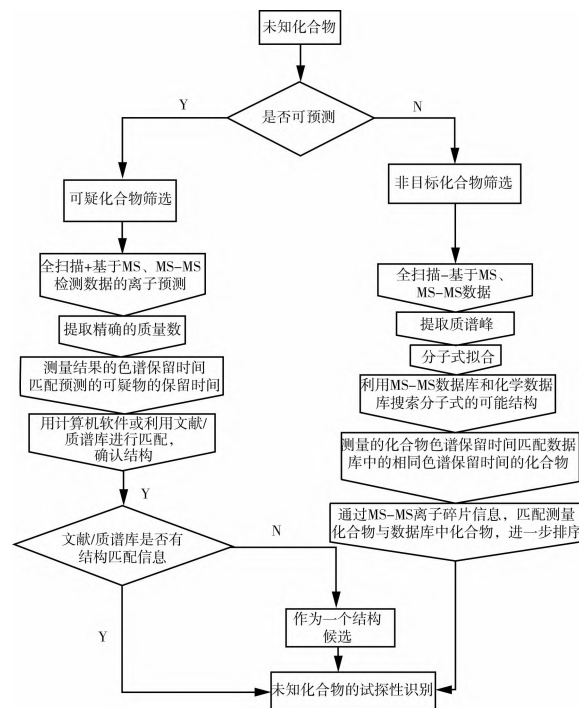 未知化合物
是否可预测
Y
N
可疑化合物筛选
非目标化合物筛选
全扫描+基于MS、MS-MS
检测数据的离子预测
提取精确的质量数
测量结果的色谱保留时间
匹配预测的可疑物的保留时间
用计算机软件或利用文献/
质谱库进行匹配，
确认结构
Y
文献/质谱库是否有
结构匹配信息
N
Y
作为一个结构
候选
全扫描-基于MS、
MS-MS数据
提取质谱峰
分子式拟合
利用MS-MS数据库和化学数据
库搜索分子式的可能结构
测量的化合物色谱保留时间匹配数据
库中的相同色谱保留时间的化合物
通过MS-MS离子碎片信息，匹配测量
化合物与数据库中化合物，进一步排序
未知化合物的试探性识别